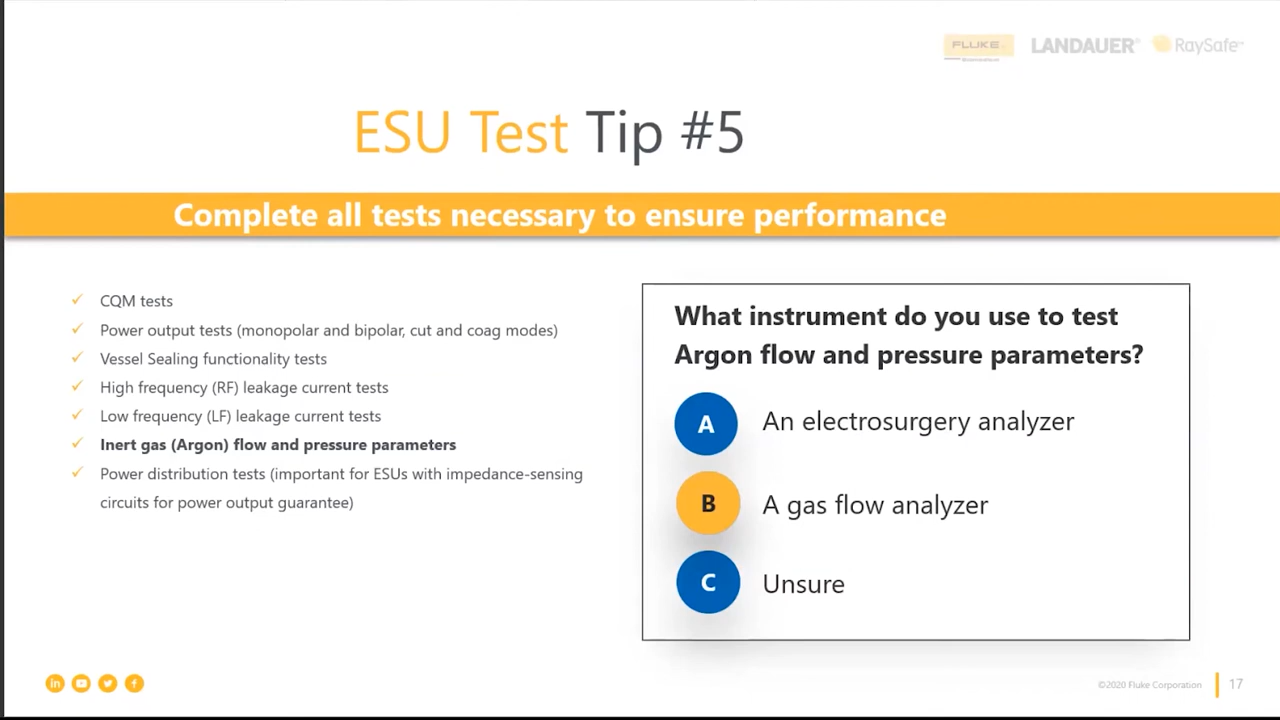 FLUKE
LANDAUER®
RaySafe™
ESU Test Tip #5
Complete all tests necessary to ensure performance
CQM tests
Power output tests (monopolar and bipolar, cut and coag modes)
Vessel Sealing functionality tests
High frequency (RF) leakage current tests
Low frequency (LF) leakage current tests
Inert gas (Argon) flow and pressure parameters
Power distribution tests (important for ESUs with impedance-sensing
circuits for power output guarantee)
What instrument do you use to test
Argon flow and pressure parameters?
A An electrosurgery analyzer
B A gas flow analyzer
C Unsure
©2020 Fluke Corporation
17